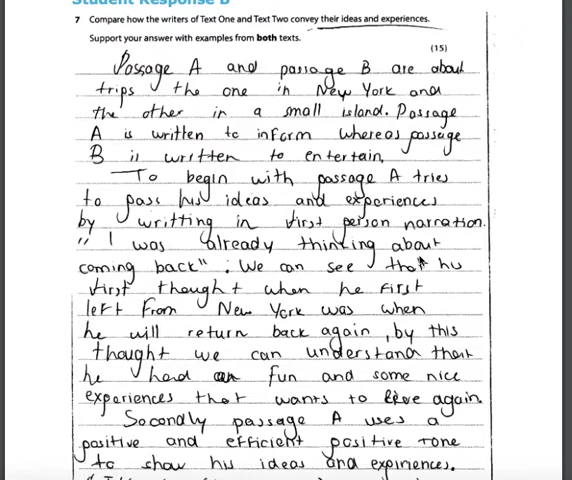 Student Response B
7 Compare how the writers of Text One and Text Two convey their ideas and experiences.
Support your answer with examples from both texts.
(15)
Passage A and passage B are about
trips the one in New York and
the other in a small island. Passage
A is written to inform whereas passage
B is written to entertain,
To begin with passage A tries
to pass his ideas and experiences
by writting in first person narration.
"I was already thinking about
coming back" : We can see that his
first thought when he first
left from New York was when
he will return back again, by this
thought we can understand that
he had fun and some nice
experiences that wants to live again.
Secondly passage A uses a
positive and efficient positive tone
to show his ideas and expiriences.